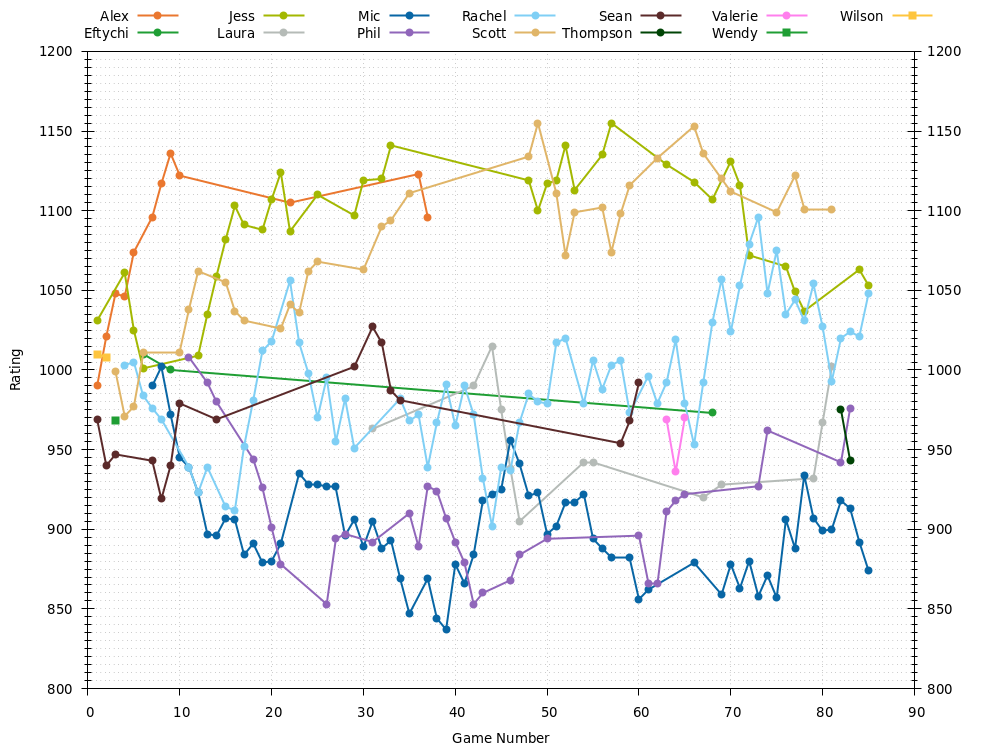 Alex Jess Mic Rachel Sean Valerie Wilson
Eftychi Laura Phil Scott Thompson Wendy
1200 1200
1150 1150
1100 1100
1050 1050
1000 1000
950 950
900 900
850 850
800 800
Rating
0 10 20 30 40 50 60 70 80 90
Game Number